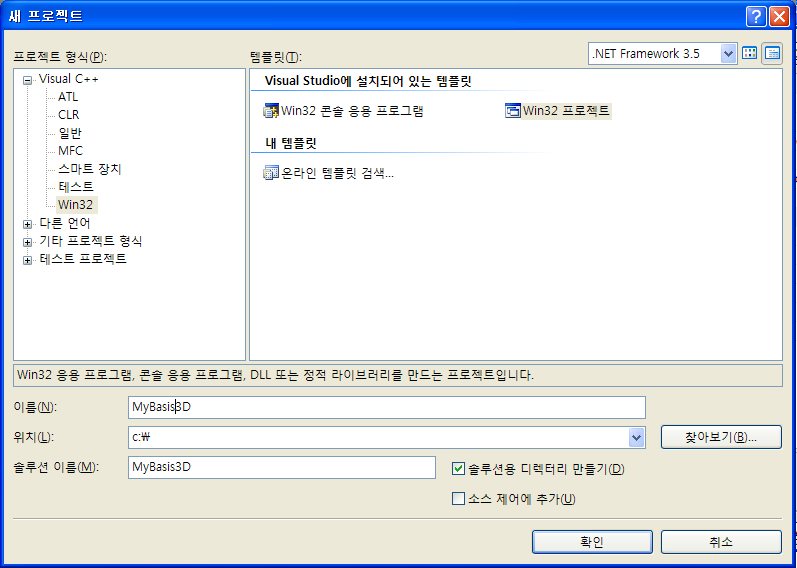 새 프로젝트
프로젝트 형식(P):
템플릿(T):
.NET Framework 3.5
Visual C++
ATL
CLR
일반
MFC
스마트 장치
테스트
Win32
다른 언어
기타 프로젝트 형식
테스트 프로젝트
Visual Studio에 설치되어 있는 템플릿
Win32 콘솔 응용 프로그램
Win32 프로젝트
내 템플릿
온라인 템플릿 검색...
Win32 응용 프로그램, 콘솔 응용 프로그램, DLL 또는 정적 라이브러리를 만드는 프로젝트입니다.
이름(N):
MyBasis3D
위치(L):
c:\
찾아보기(B)...
솔루션 이름(M):
MyBasis3D
솔루션용 디렉터리 만들기(D)
소스 제어에 추가(U)
확인
취소